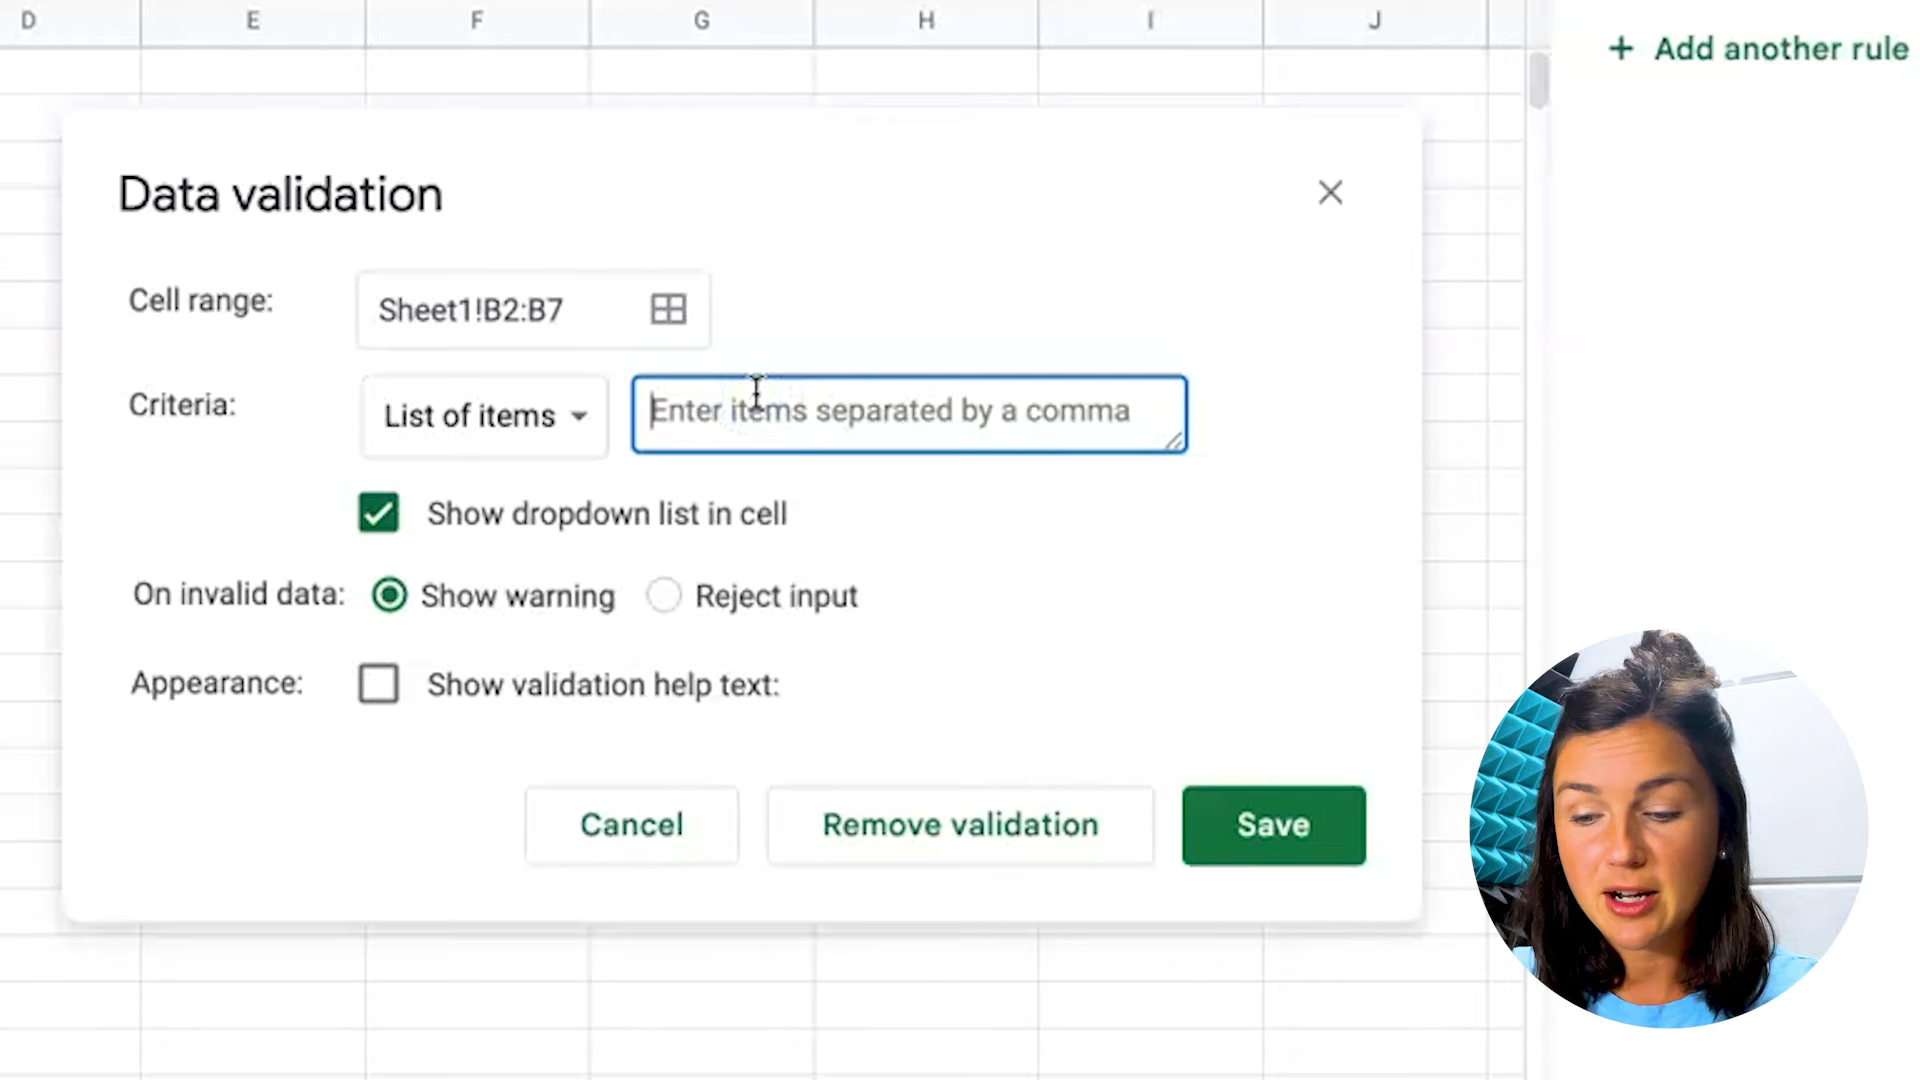 D E F G H I J
+ Add another rule
Data validation
Cell range: Sheet1!B2:B7
Criteria: List of items Enter items separated by a comma
Show dropdown list in cell
On invalid data: Show warning Reject input
Appearance: Show validation help text:
Cancel Remove validation Save